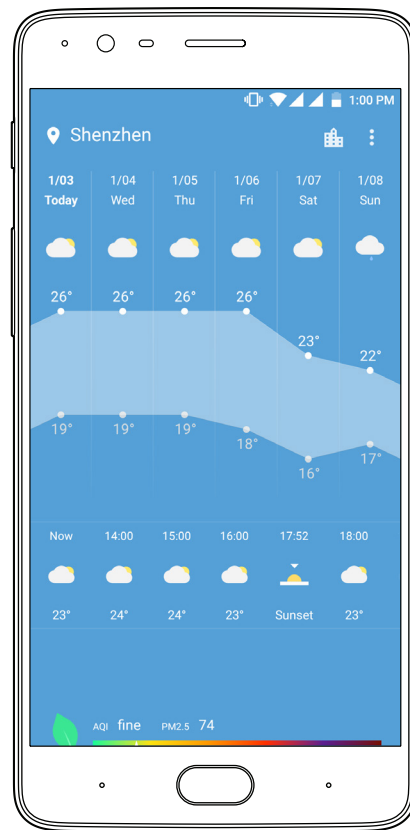 1:00 PM
Shenzhen
1/03 1/04 1/05 1/06 1/07 1/08
Today Wed Thu Fri Sat Sun
26° 26° 26° 26° 23° 22°
19° 19° 19° 18° 16° 17°
Now 14:00 15:00 16:00 17:52 18:00
23° 24° 24° 23° Sunset 23°
AQI fine PM2.5 74